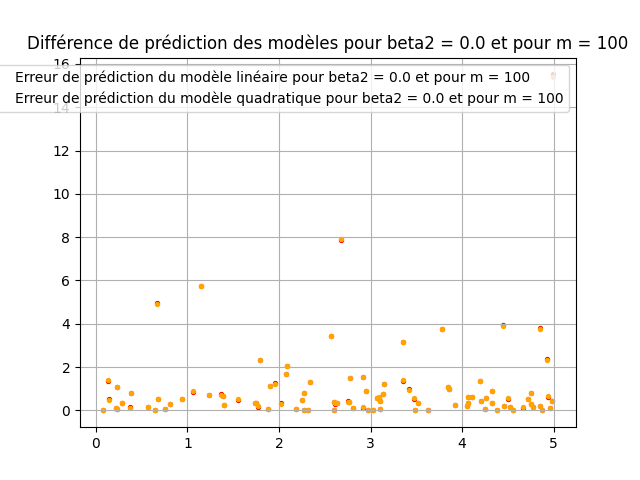 Différence de prédiction des modèles pour beta2 = 0.0 et pour m = 100
Erreur de prédiction du modèle linéaire pour beta2 = 0.0 et pour m = 100
Erreur de prédiction du modèle quadratique pour beta2 = 0.0 et pour m = 100
16
14
12
10
8
6
4
2
0
0 1 2 3 4 5